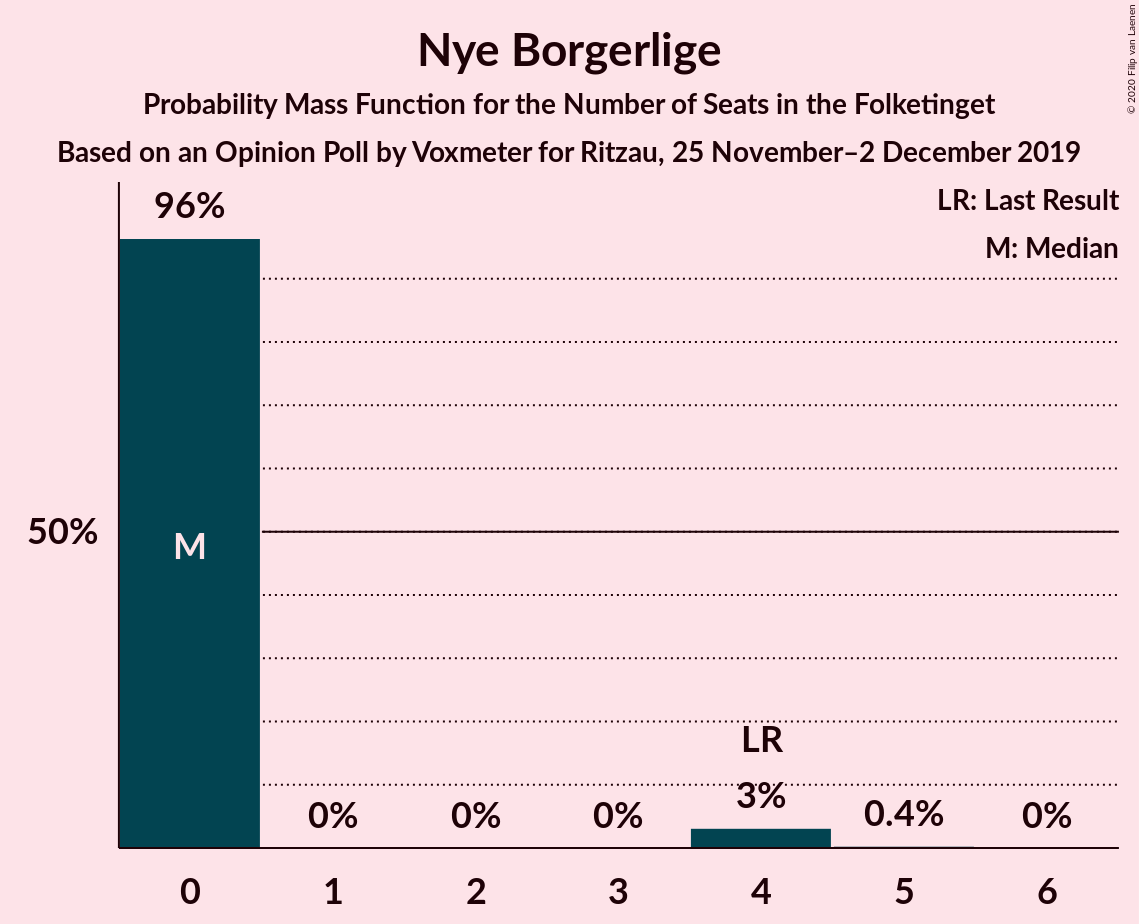 Nye Borgerlige
Probability Mass Function for the Number of Seats in the Folketinget
Based on an Opinion Poll by Voxmeter for Ritzau, 25 November–2 December 2019
© 2020 Filip van Laenen
LR: Last Result
M: Median
96%
50%
M
LR
0%
0%
0%
3%
0.4%
0%
0
1
2
3
4
5
6